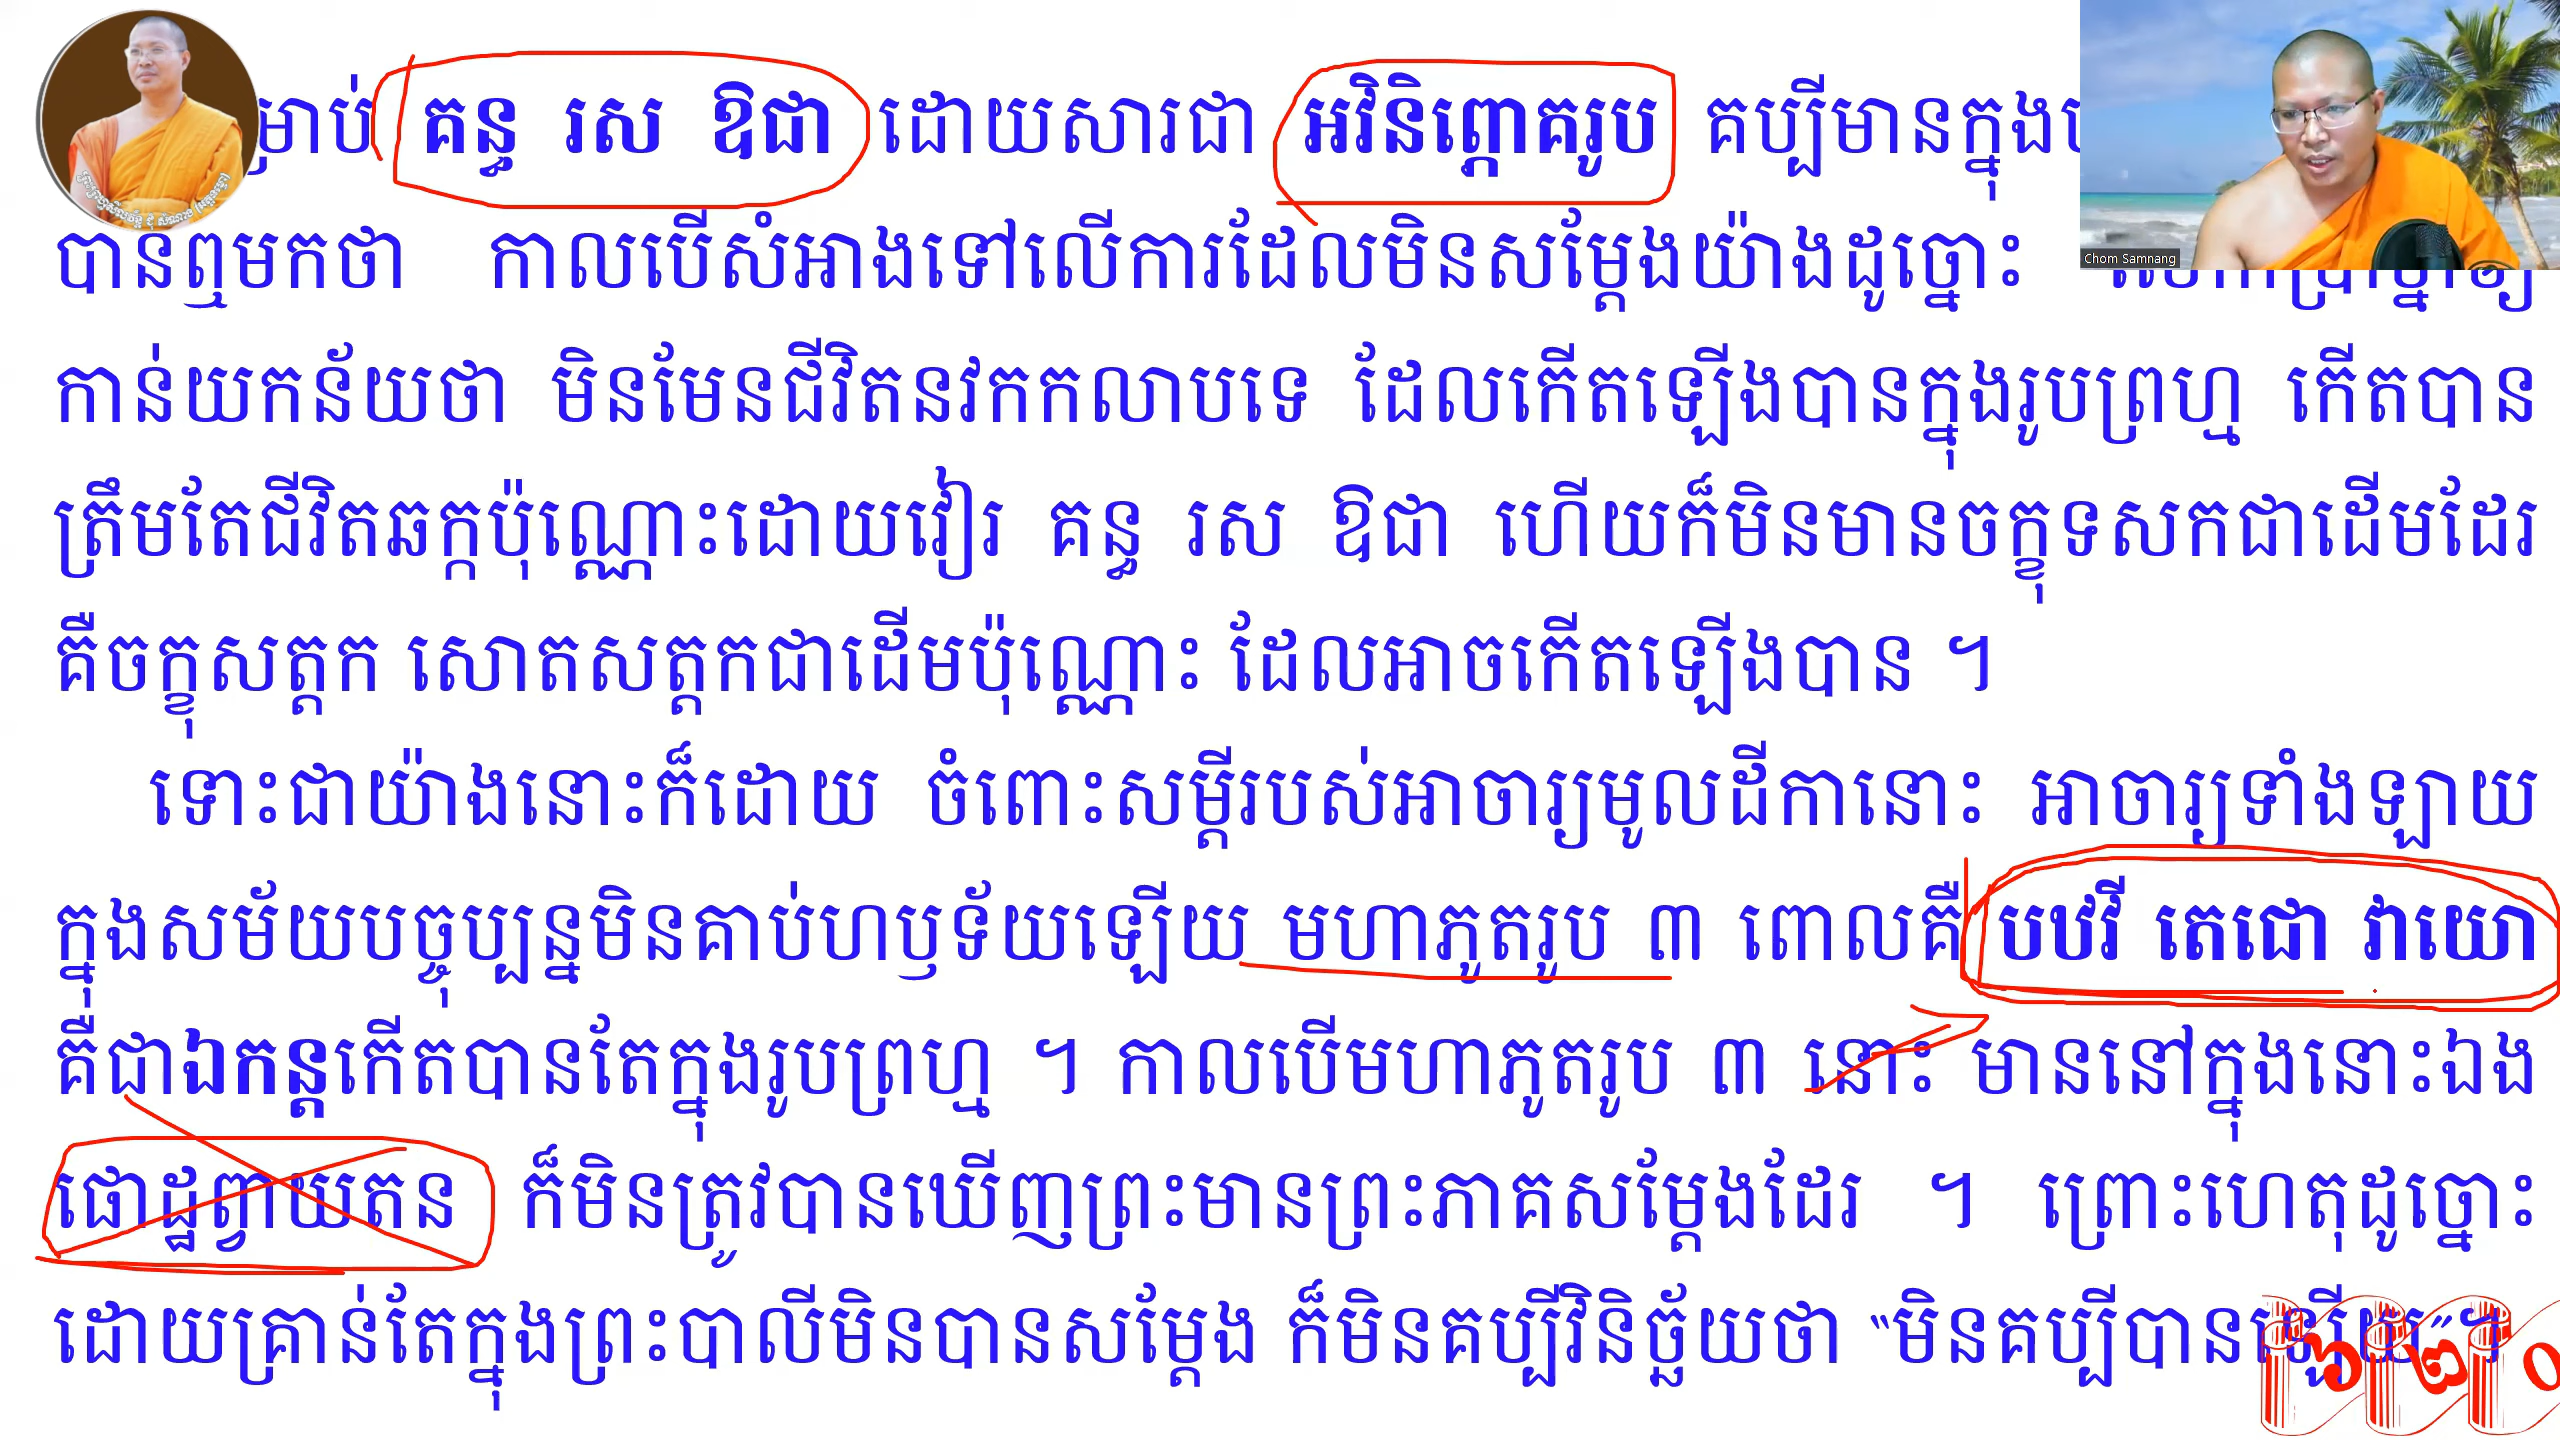 ម្រាប់ គន្ធ រស ឱជា ដោយសារជា អវិនិព្ភោគរូប គប្បីមានក្នុង
Chom Samnang
បានឮមកថា កាលបើសំអាងទៅលើការដែលមិនសម្ដែងយ៉ាងដូច្នោះ
កាន់យកន័យថា មិនមែនជីវិតនវកកលាបទេ ដែលកើតឡើងបានក្នុងរូបព្រហ្ម កើតបាន
ត្រឹមតែជីវិតឆក្កប៉ុណ្ណោះដោយវៀរ គន្ធ រស ឱជា ហើយក៏មិនមានចក្ខុទសកជាដើមដែរ
គឺចក្ខុសត្តក សោតសត្តកជាដើមប៉ុណ្ណោះ ដែលអាចកើតឡើងបាន ។
ទោះជាយ៉ាងនោះក៏ដោយ ចំពោះសម្ដីរបស់អាចារ្យមូលដីកានោះ អាចារ្យទាំងឡាយ
ក្នុងសម័យបច្ចុប្បន្នមិនគាប់ហឫទ័យឡើយ មហាភូតរូប ៣ ពោលគឺ បឋវី តេជោ វាយោ
គឺជាឯកន្តកើតបានតែក្នុងរូបព្រហ្ម ។ កាលបើមហាភូតរូប ៣ នោះ មាននៅក្នុងនោះឯង
ផោដ្ឋព្វាយតន ក៏មិនត្រូវបានឃើញព្រះមានព្រះភាគសម្ដែងដែរ ។ ព្រោះហេតុដូច្នោះ
ដោយគ្រាន់តែក្នុងព្រះបាលីមិនបានសម្ដែង ក៏មិនគប្បីវិនិច្ឆ័យថា “មិនគប្បីបានឡើយ”។